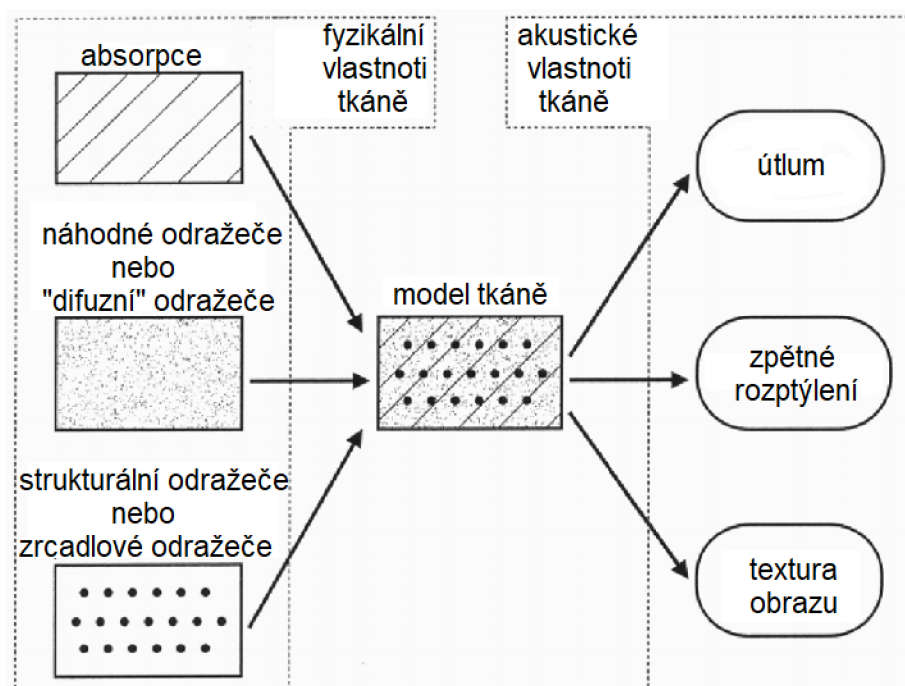 absorpce
fyzikální
vlastnoti
tkáně
akustické
vlastnoti
tkáně
náhodné odražeče
nebo
"difuzní" odražeče
strukturální odražeče
nebo
zrcadlové odražeče
model tkáně
útlum
zpětné
rozptýlení
textura
obrazu